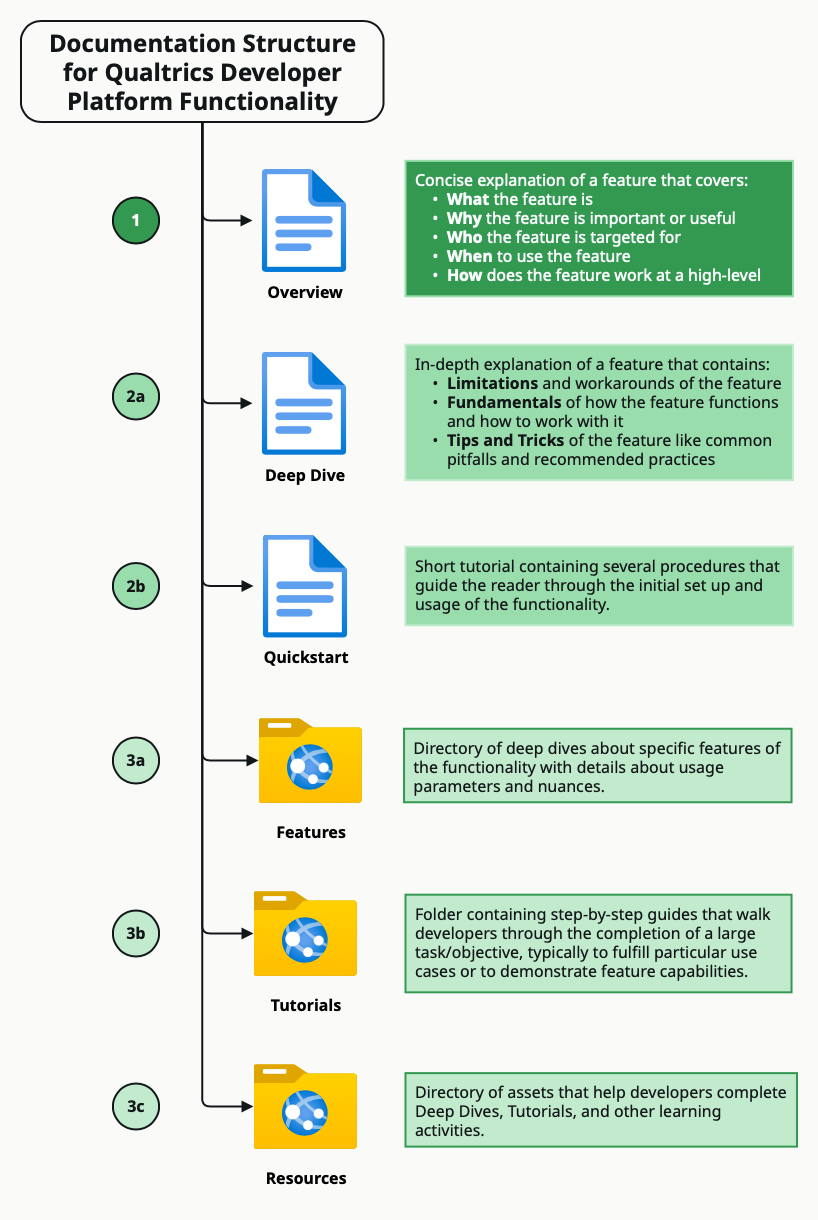 Documentation Structure
for Qualtrics Developer
Platform Functionality
1
Overview
Concise explanation of a feature that covers:
• What the feature is
• Why the feature is important or useful
• Who the feature is targeted for
• When to use the feature
• How does the feature work at a high-level
2a
Deep Dive
In-depth explanation of a feature that contains:
• Limitations and workarounds of the feature
• Fundamentals of how the feature functions
and how to work with it
• Tips and Tricks of the feature like common
pitfalls and recommended practices
2b
Quickstart
Short tutorial containing several procedures that
guide the reader through the initial set up and
usage of the functionality.
3a
Features
Directory of deep dives about specific features of
the functionality with details about usage
parameters and nuances.
3b
Tutorials
Folder containing step-by-step guides that walk
developers through the completion of a large
task/objective, typically to fulfill particular use
cases or to demonstrate feature capabilities.
3c
Resources
Directory of assets that help developers complete
Deep Dives, Tutorials, and other learning
activities.